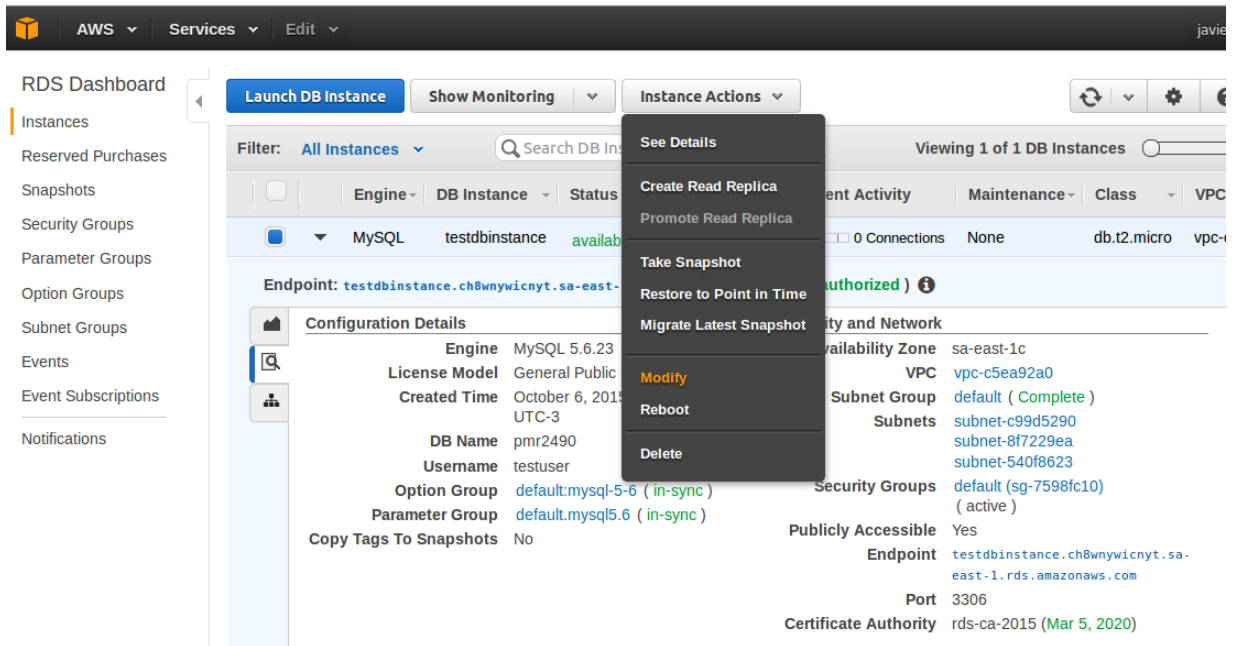 AWS Services Edit javie
RDS Dashboard
Instances
Reserved Purchases
Snapshots
Security Groups
Parameter Groups
Option Groups
Subnet Groups
Events
Event Subscriptions
Notifications
Launch DB Instance Show Monitoring Instance Actions
Filter: All Instances Search DB Ins Viewing 1 of 1 DB Instances
Engine DB Instance Status ent Activity Maintenance Class VPC
MySQL testdbinstance availab 0 Connections None db.t2.micro vpc-
Endpoint: testdbinstance.ch8wnywicnyt.sa-east- uthorized )
See Details
Create Read Replica
Promote Read Replica
Take Snapshot
Restore to Point in Time
Migrate Latest Snapshot
Modify
Reboot
Delete
Configuration Details
Engine MySQL 5.6.23
License Model General Public
Created Time October 6, 2015
UTC-3
DB Name pmr2490
Username testuser
Option Group default:mysql-5-6 ( in-sync )
Parameter Group default.mysql5.6 ( in-sync )
Copy Tags To Snapshots No
ity and Network
vailability Zone sa-east-1c
VPC vpc-c5ea92a0
Subnet Group default ( Complete )
Subnets subnet-c99d5290
subnet-8f7229ea
subnet-540f8623
Security Groups default (sg-7598fc10)
( active )
Publicly Accessible Yes
Endpoint testdbinstance.ch8wnywicnyt.sa-
east-1.rds.amazonaws.com
Port 3306
Certificate Authority rds-ca-2015 (Mar 5, 2020)